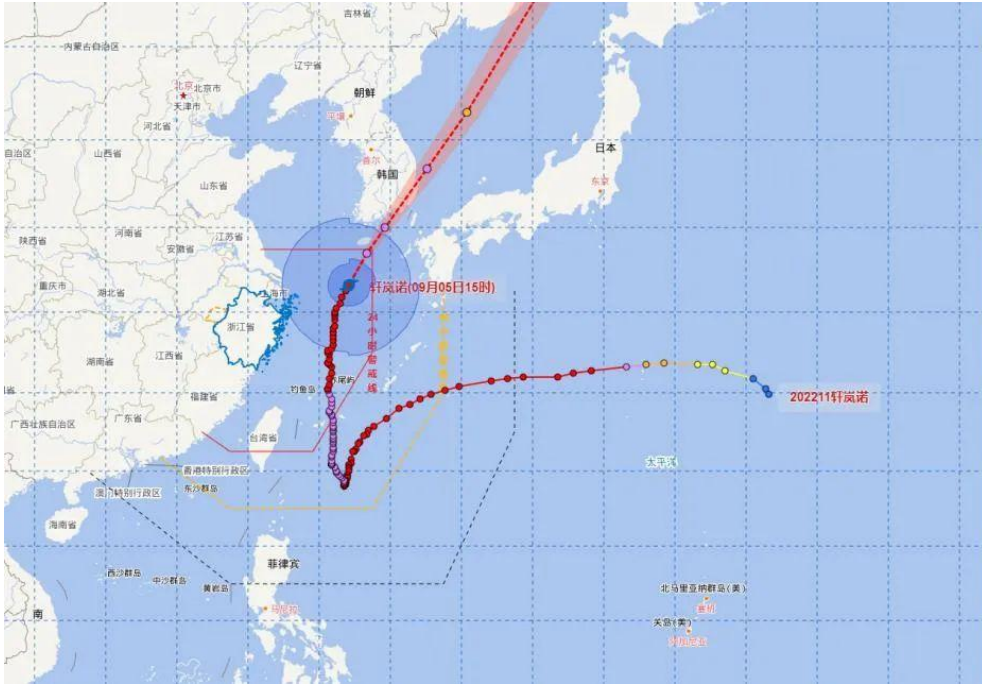 吉林省
内蒙古自治区
辽宁省
北京
北京市
天津市
朝鲜
平壤
河北省
日本
首尔
自治区
山西省
韩国
东京
山东省
陕西省
河南省
江苏省
安徽省
轩岚诺(09月05日15时)
重庆市
湖北省
上海市
浙江省
24小时警戒线
湖南省
江西省
赤尾屿
钓鱼岛
202211轩岚诺
福建省
广西壮族自治区
广东省
台湾省
太平洋
香港特别行政区
澳门特别行政区
东沙群岛
海南省
菲律宾
西沙群岛
中沙群岛
黄岩岛
北马里亚纳群岛(美)
塞班
马尼拉
南
关岛(美)